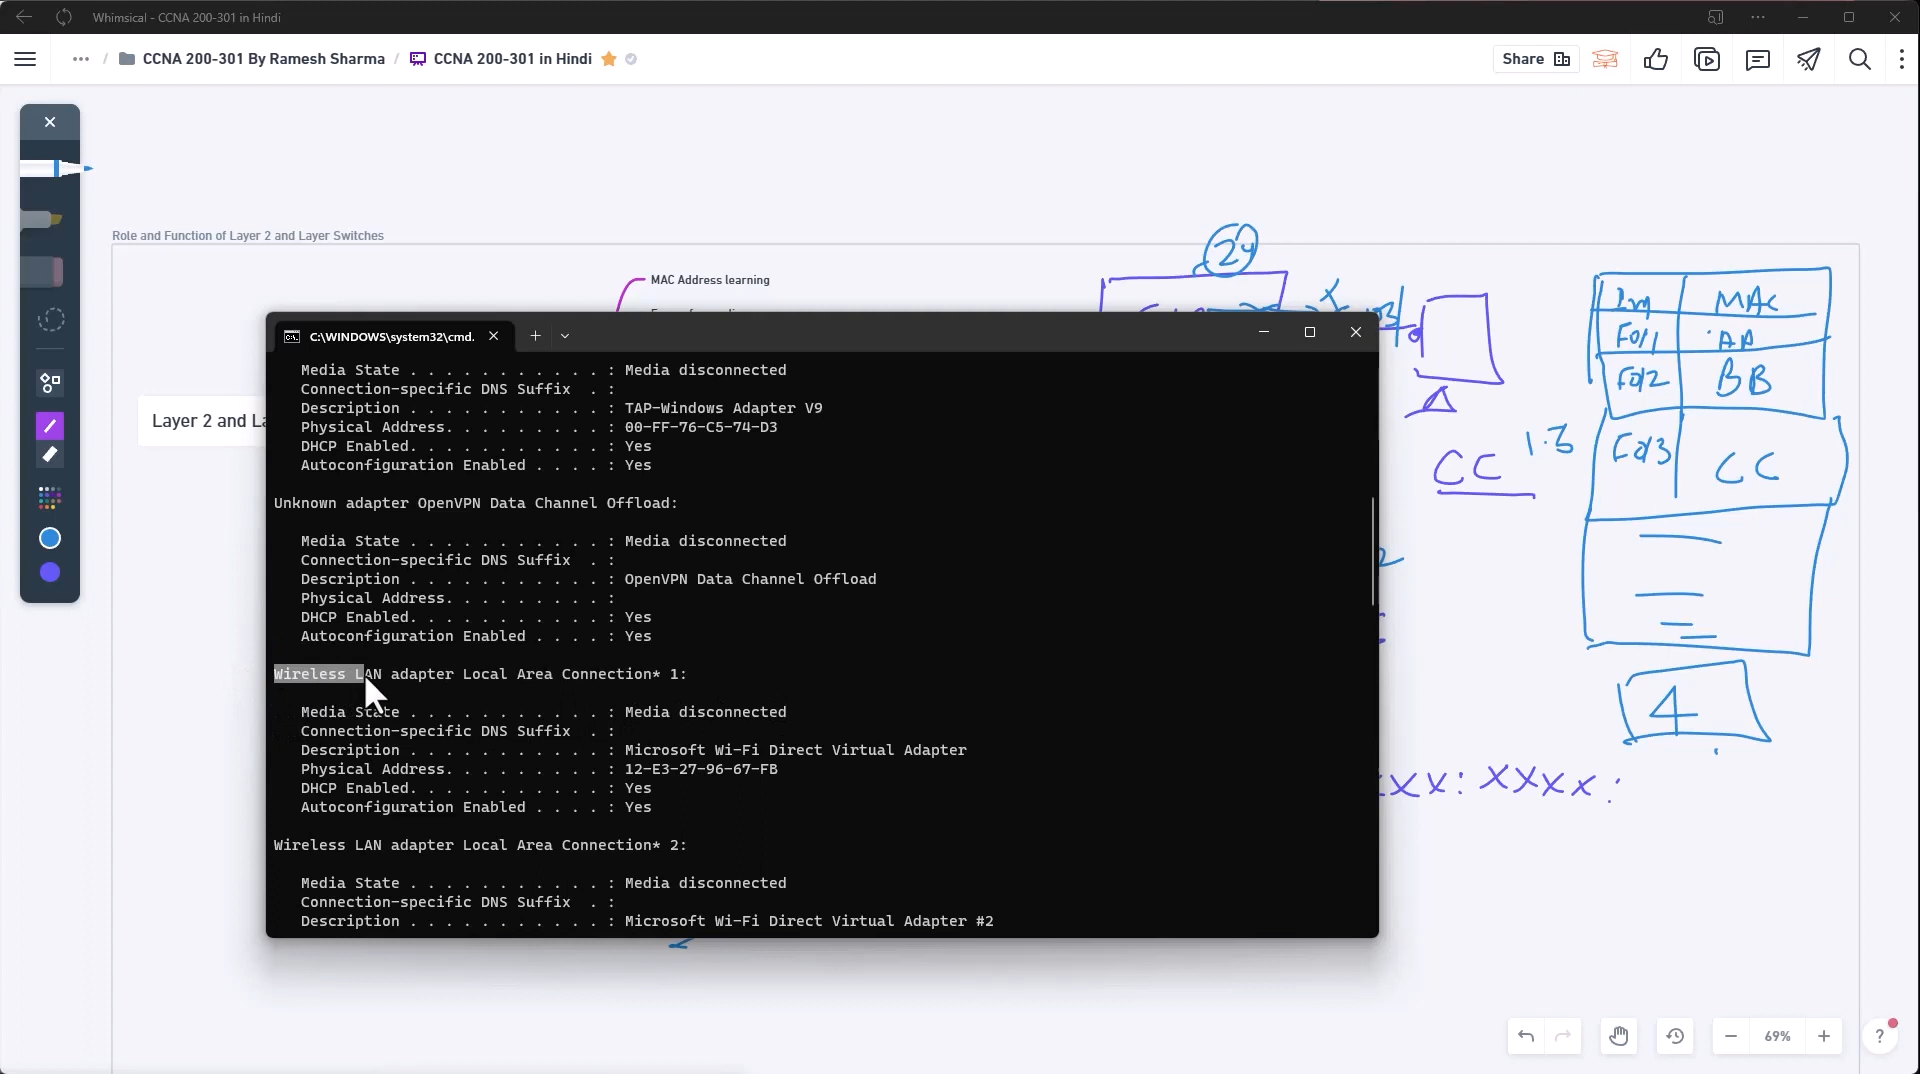 Whimsical - CCNA 200-301 in Hindi
CCNA 200-301 By Ramesh Sharma / CCNA 200-301 in Hindi
Share
Role and Function of Layer 2 and Layer Switches
MAC Address learning
24
MAC
Fo/1 AA
Fo/2 BB
Fo/3 CC
CC 1.3
4
xxx: xxxx:
Layer 2 and La
C:\WINDOWS\system32\cmd.
Media State . . . . . . . . . . . : Media disconnected
Connection-specific DNS Suffix  . :
Description . . . . . . . . . . . : TAP-Windows Adapter V9
Physical Address. . . . . . . . . : 00-FF-76-C5-74-D3
DHCP Enabled. . . . . . . . . . . : Yes
Autoconfiguration Enabled . . . . : Yes
Unknown adapter OpenVPN Data Channel Offload:
Media State . . . . . . . . . . . : Media disconnected
Connection-specific DNS Suffix  . :
Description . . . . . . . . . . . : OpenVPN Data Channel Offload
Physical Address. . . . . . . . . :
DHCP Enabled. . . . . . . . . . . : Yes
Autoconfiguration Enabled . . . . : Yes
Wireless LAN adapter Local Area Connection* 1:
Media State . . . . . . . . . . . : Media disconnected
Connection-specific DNS Suffix  . :
Description . . . . . . . . . . . : Microsoft Wi-Fi Direct Virtual Adapter
Physical Address. . . . . . . . . : 12-E3-27-96-67-FB
DHCP Enabled. . . . . . . . . . . : Yes
Autoconfiguration Enabled . . . . : Yes
Wireless LAN adapter Local Area Connection* 2:
Media State . . . . . . . . . . . : Media disconnected
Connection-specific DNS Suffix  . :
Description . . . . . . . . . . . : Microsoft Wi-Fi Direct Virtual Adapter #2
69%